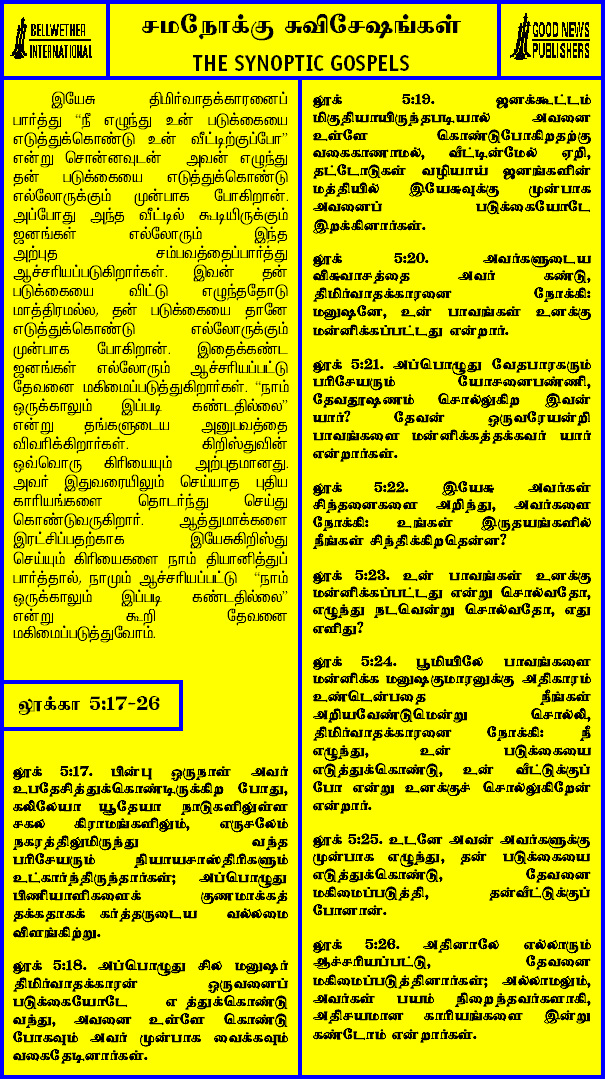 BELLWETHER
INTERNATIONAL
சமநோக்கு சுவிசேஷங்கள்
THE SYNOPTIC GOSPELS
GOOD NEWS
PUBLISHERS
இயேசு திமிர்வாதக்காரனைப்
பார்த்து “நீ எழுந்து உன் படுக்கையை
எடுத்துக்கொண்டு உன் வீட்டிற்குப்போ”
என்று சொன்னவுடன் அவன் எழுந்து
தன் படுக்கையை எடுத்துக்கொண்டு
எல்லோருக்கும் முன்பாக போகிறான்.
அப்போது அந்த வீட்டில் கூடியிருக்கும்
ஜனங்கள் எல்லோரும் இந்த
அற்புத சம்பவத்தைப்பார்த்து
ஆச்சரியப்படுகிறார்கள். இவன் தன்
படுக்கையை விட்டு எழுந்ததோடு
மாத்திரமல்ல, தன் படுக்கையை தானே
எடுத்துக்கொண்டு எல்லோருக்கும்
முன்பாக போகிறான். இதைக்கண்ட
ஜனங்கள் எல்லோரும் ஆச்சரியப்பட்டு
தேவனை மகிமைப்படுத்துகிறார்கள். “நாம்
ஒருக்காலும் இப்படி கண்டதில்லை”
என்று தங்களுடைய அனுபவத்தை
விவரிக்கிறார்கள். கிறிஸ்துவின்
ஒவ்வொரு கிரியையும் அற்புதமானது.
அவர் இதுவரையிலும் செய்யாத புதிய
காரியங்களை தொடர்ந்து செய்து
கொண்டுவருகிறார். ஆத்துமாக்களை
இரட்சிப்பதற்காக இயேசுகிறிஸ்து
செய்யும் கிரியைகளை நாம் தியானித்துப்
பார்த்தால், நாமும் ஆச்சரியப்பட்டு “நாம்
ஒருக்காலும் இப்படி கண்டதில்லை”
என்று கூறி தேவனை
மகிமைப்படுத்துவோம்.
லூக்கா 5:17-26
லூக் 5:17. பின்பு ஒருநாள் அவர்
உபதேசித்துக்கொண்டிருக்கிற போது,
கலிலேயா யூதேயா நாடுகளிலுள்ள
சகல கிராமங்களிலும், எருசலேம்
நகரத்திலுமிருந்து வந்த
பரிசேயரும் நியாயசாஸ்திரிகளும்
உட்கார்ந்திருந்தார்கள்; அப்பொழுது
பிணியாளிகளைக் குணமாக்கத்
தக்கதாகக் கர்த்தருடைய வல்லமை
விளங்கிற்று.
லூக் 5:18. அப்பொழுது சில மனுஷர்
திமிர்வாதக்காரன் ஒருவனைப்
படுக்கையோடே எ த்துக்கொண்டு
வந்து, அவனை உள்ளே கொண்டு
போகவும் அவர் முன்பாக வைக்கவும்
வகைதேடினார்கள்.
லூக் 5:19. ஜனக்கூட்டம்
மிகுதியாயிருந்தபடியால் அவனை
உள்ளே கொண்டுபோகிறதற்கு
வகைகாணாமல், வீட்டின்மேல் ஏறி,
தட்டோடுகள் வழியாய் ஜனங்களின்
மத்தியில் இயேசுவுக்கு முன்பாக
அவனைப் படுக்கையோடே
இறக்கினார்கள்.
லூக் 5:20. அவர்களுடைய
விசுவாசத்தை அவர் கண்டு,
திமிர்வாதக்காரனை நோக்கி:
மனுஷனே, உன் பாவங்கள் உனக்கு
மன்னிக்கப்பட்டது என்றார்.
லூக் 5:21. அப்பொழுது வேதபாரகரும்
பரிசேயரும் யோசனைபண்ணி,
தேவதூஷணம் சொல்லுகிற இவன்
யார்? தேவன் ஒருவரேயன்றி
பாவங்களை மன்னிக்கத்தக்கவர் யார்
என்றார்கள்.
லூக் 5:22. இயேசு அவர்கள்
சிந்தனைகளை அறிந்து, அவர்களை
நோக்கி: உங்கள் இருதயங்களில்
நீங்கள் சிந்திக்கிறதென்ன?
லூக் 5:23. உன் பாவங்கள் உனக்கு
மன்னிக்கப்பட்டது என்று சொல்வதோ,
எழுந்து நடவென்று சொல்வதோ, எது
எளிது?
லூக் 5:24. பூமியிலே பாவங்களை
மன்னிக்க மனுஷகுமாரனுக்கு அதிகாரம்
உண்டென்பதை நீங்கள்
அறியவேண்டுமென்று சொல்லி,
திமிர்வாதக்காரனை நோக்கி: நீ
எழுந்து, உன் படுக்கையை
எடுத்துக்கொண்டு, உன் வீட்டுக்குப்
போ என்று உனக்குச் சொல்லுகிறேன்
என்றார்.
லூக் 5:25. உடனே அவன் அவர்களுக்கு
முன்பாக எழுந்து, தன் படுக்கையை
எடுத்துக்கொண்டு, தேவனை
மகிமைப்படுத்தி, தன்வீட்டுக்குப்
போனான்.
லூக் 5:26. அதினாலே எல்லாரும்
ஆச்சரியப்பட்டு, தேவனை
மகிமைப்படுத்தினார்கள்; அல்லாமலும்,
அவர்கள் பயம் நிறைந்தவர்களாகி,
அதிசயமான காரியங்களை இன்று
கண்டோம் என்றார்கள்.